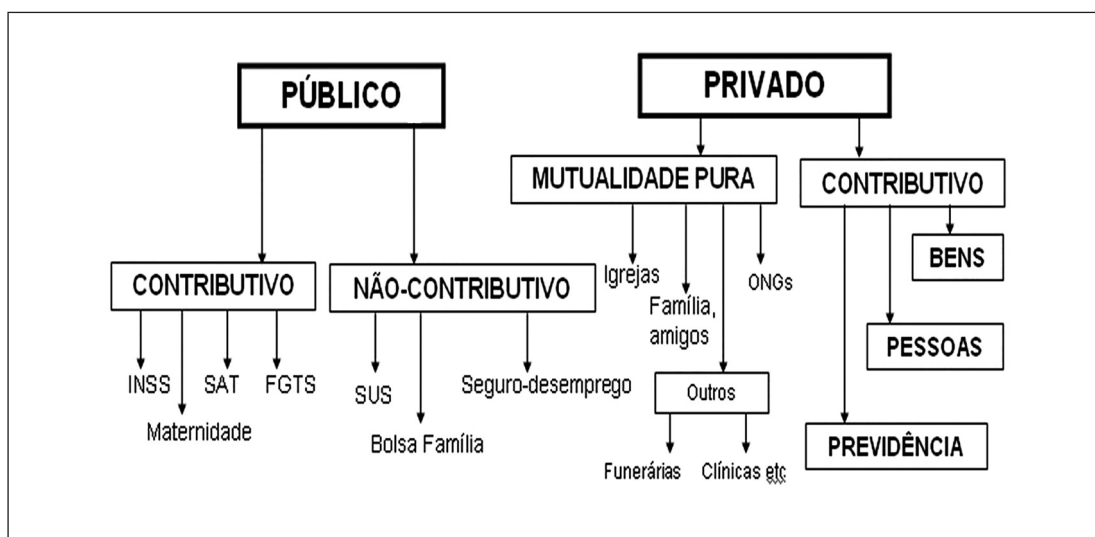 PÚBLICO
CONTRIBUTIVO
INSS
Maternidade
SAT
FGTS
NÃO-CONTRIBUTIVO
SUS
Bolsa Família
Seguro-desemprego
PRIVADO
MUTUALIDADE PURA
Igrejas
Família,
amigos
Outros
Funerárias
Clínicas etc
ONGs
CONTRIBUTIVO
BENS
PESSOAS
PREVIDÊNCIA